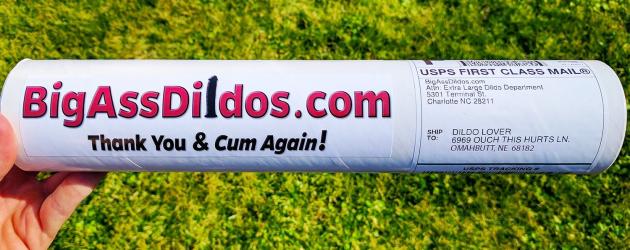 BigAssDildos.com
Thank You & Cum Again!
USPS FIRST CLASS MAIL®
BigAssDildos.com
Attn: Extra Large Dildo Department
5301 Terminal St.
Charlotte NC 28211
SHIP TO:
DILDO LOVER
6969 OUCH THIS HURTS LN.
OMAHBUTT, NE 68182
USPS TRACKING #